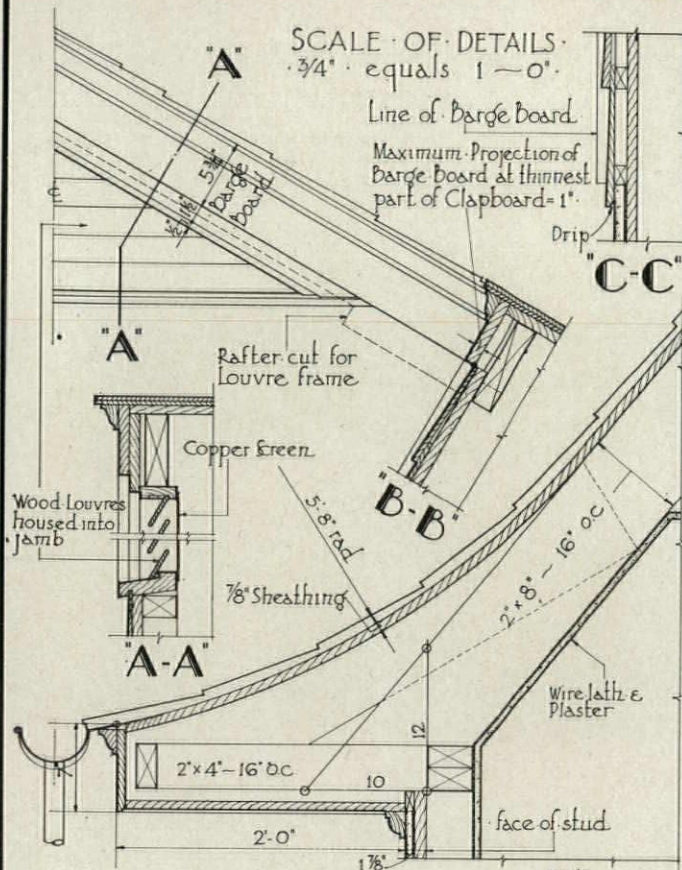 SCALE · OF · DETAILS ·
· 3/4" · equals 1 — 0" ·
"A"
Line of · Barge Board
Maximum · Projection of
Barge Board at thinnest
part of Clapboard = 1" ·
Drip
"C-C"
Barge
Board
"A"
Rafter cut for
Louvre frame
Copper Screen
"B-B"
Wood Louvres
housed into
jamb
5'-8" rad
2" x 8" — 16" O.C
7/8" Sheathing
"A-A"
Wire lath &
Plaster
12
2" x 4" — 16" O.C
10
face of stud
2'-0"
1 7/8"